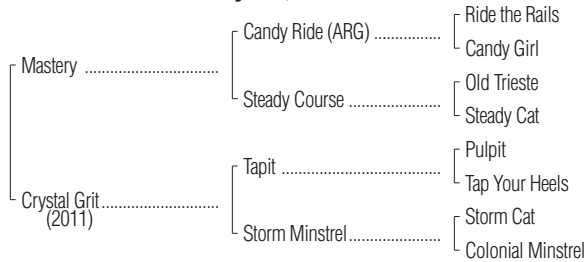 Ride the Rails
Candy Ride (ARG) ................
Candy Girl
Mastery ................................
Old Trieste
Steady Course ......................
Steady Cat
Pulpit
Tapit ......................................
Tap Your Heels
Crystal Grit ............................
(2011)
Storm Cat
Storm Minstrel ......................
Colonial Minstrel